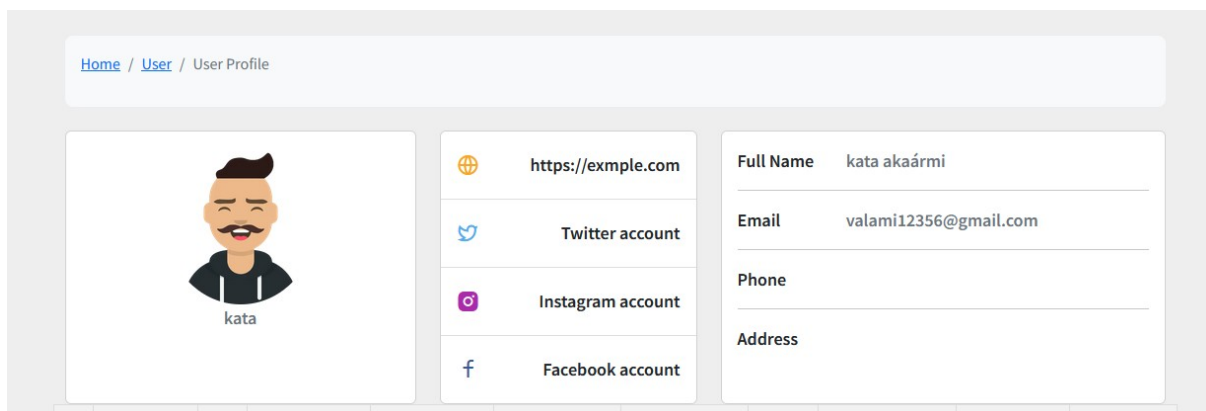 Home / User / User Profile
kata
https://exmple.com
Twitter account
Instagram account
Facebook account
Full Name kata akaármi
Email valami12356@gmail.com
Phone
Address